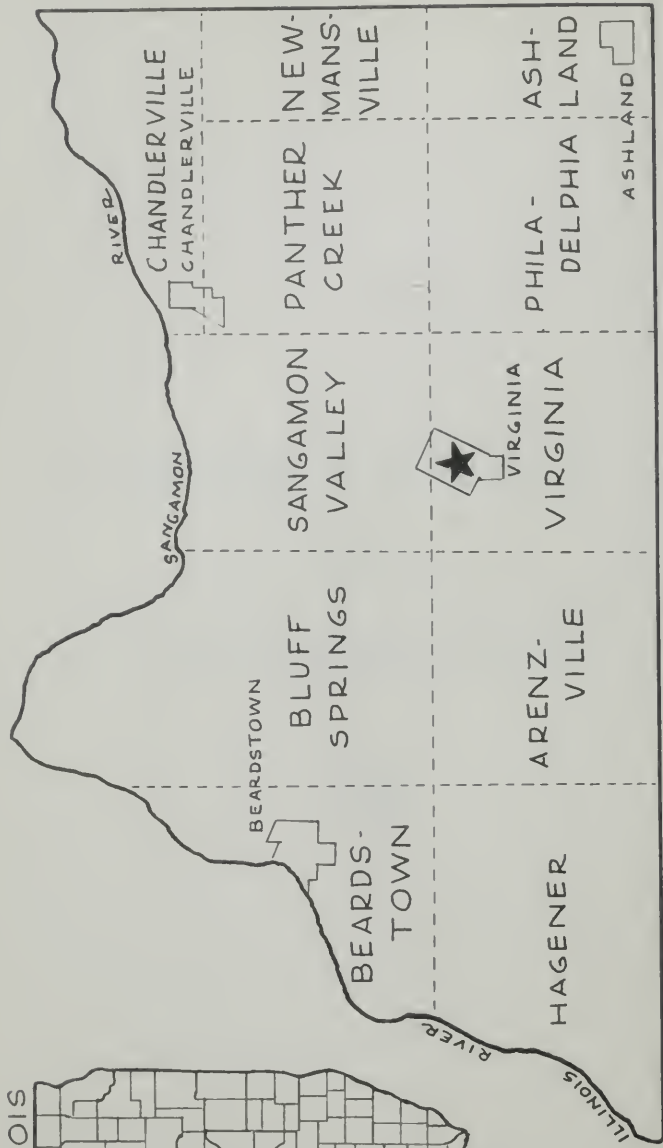 OIS
CHANDLERVILLE
CHANDLERVILLE
RIVER
SANGAMON
NEW-
MANS-
VILLE
PANTHER
CREEK
SANGAMON
VALLEY
BLUFF
SPRINGS
BEARDSTOWN
BEARDS-
TOWN
ASH-
LAND
ASHLAND
PHILA-
DELPHIA
VIRGINIA
VIRGINIA
ARENZ-
VILLE
HAGENER
RIVER
ILLINOIS